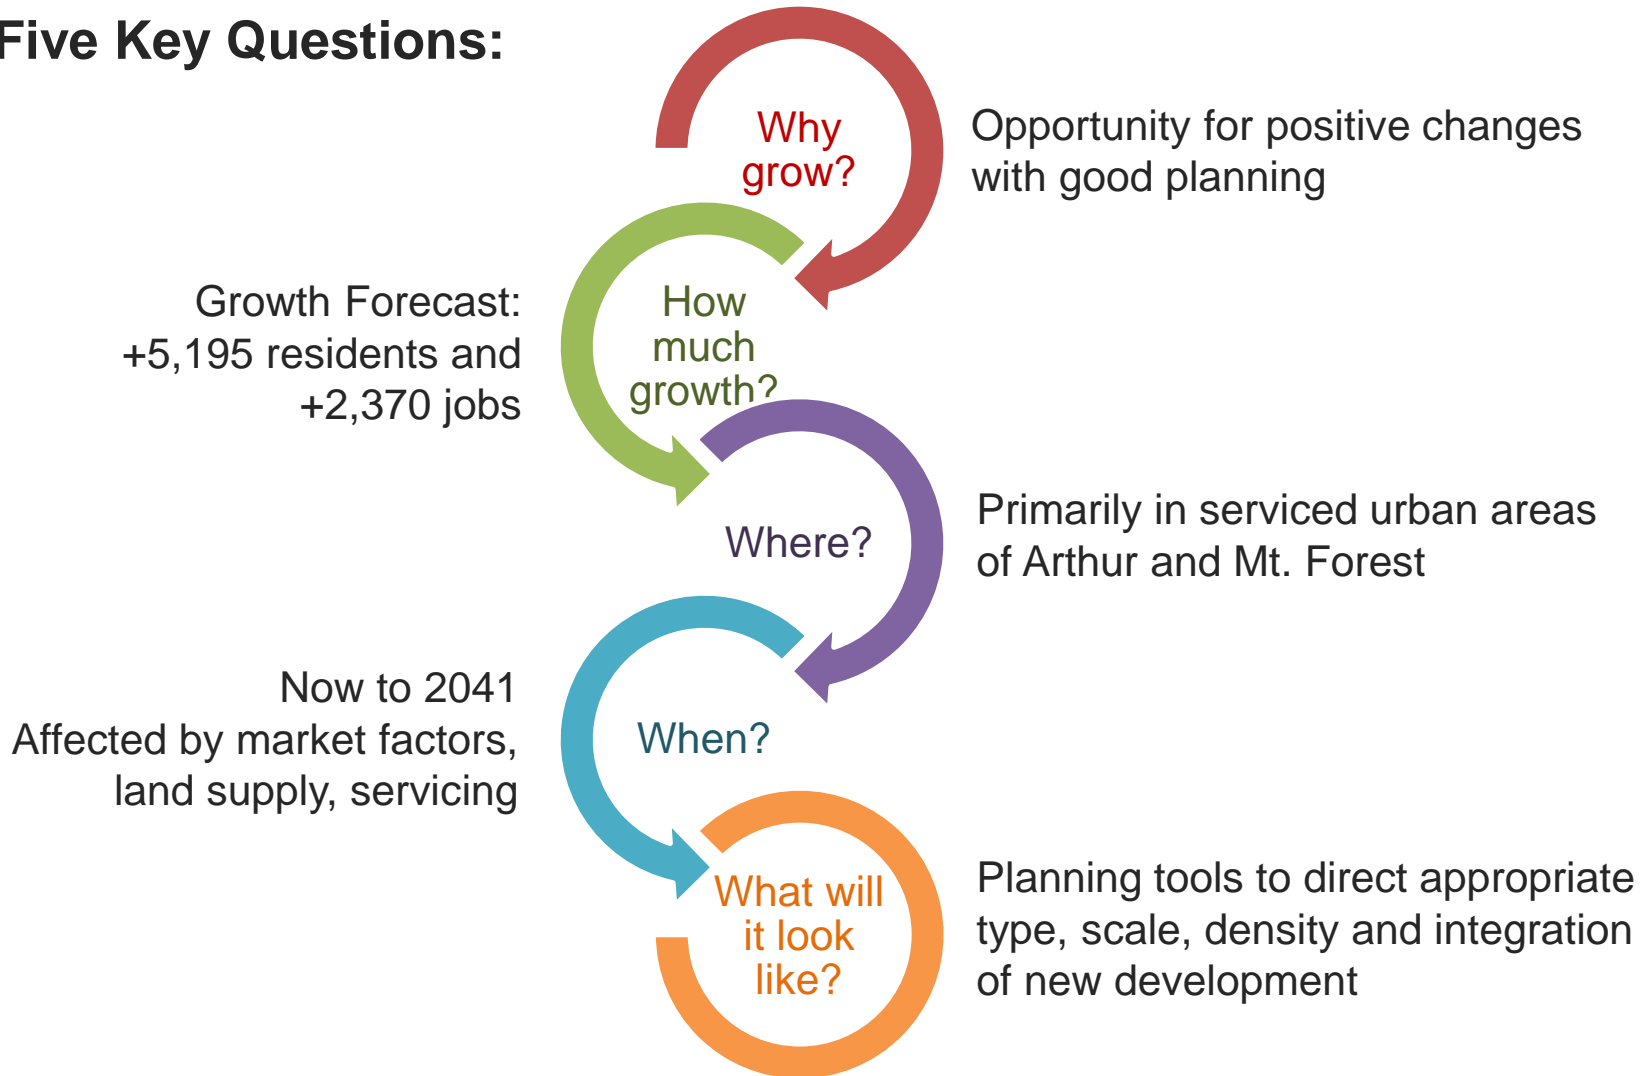 Five Key Questions:
Why
grow?
Opportunity for positive changes
with good planning
How
much
growth?
Growth Forecast:
+5,195 residents and
+2,370 jobs
Where?
Primarily in serviced urban areas
of Arthur and Mt. Forest
When?
Now to 2041
Affected by market factors,
land supply, servicing
What will
it look
like?
Planning tools to direct appropriate
type, scale, density and integration
of new development